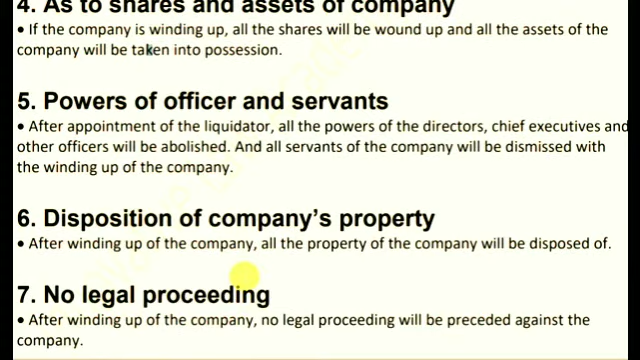 4. As to shares and assets of company
• If the company is winding up, all the shares will be wound up and all the assets of the
company will be taken into possession.
5. Powers of officer and servants
• After appointment of the liquidator, all the powers of the directors, chief executives and
other officers will be abolished. And all servants of the company will be dismissed with
the winding up of the company.
6. Disposition of company's property
• After winding up of the company, all the property of the company will be disposed of.
7. No legal proceeding
• After winding up of the company, no legal proceeding will be preceded against the
company.